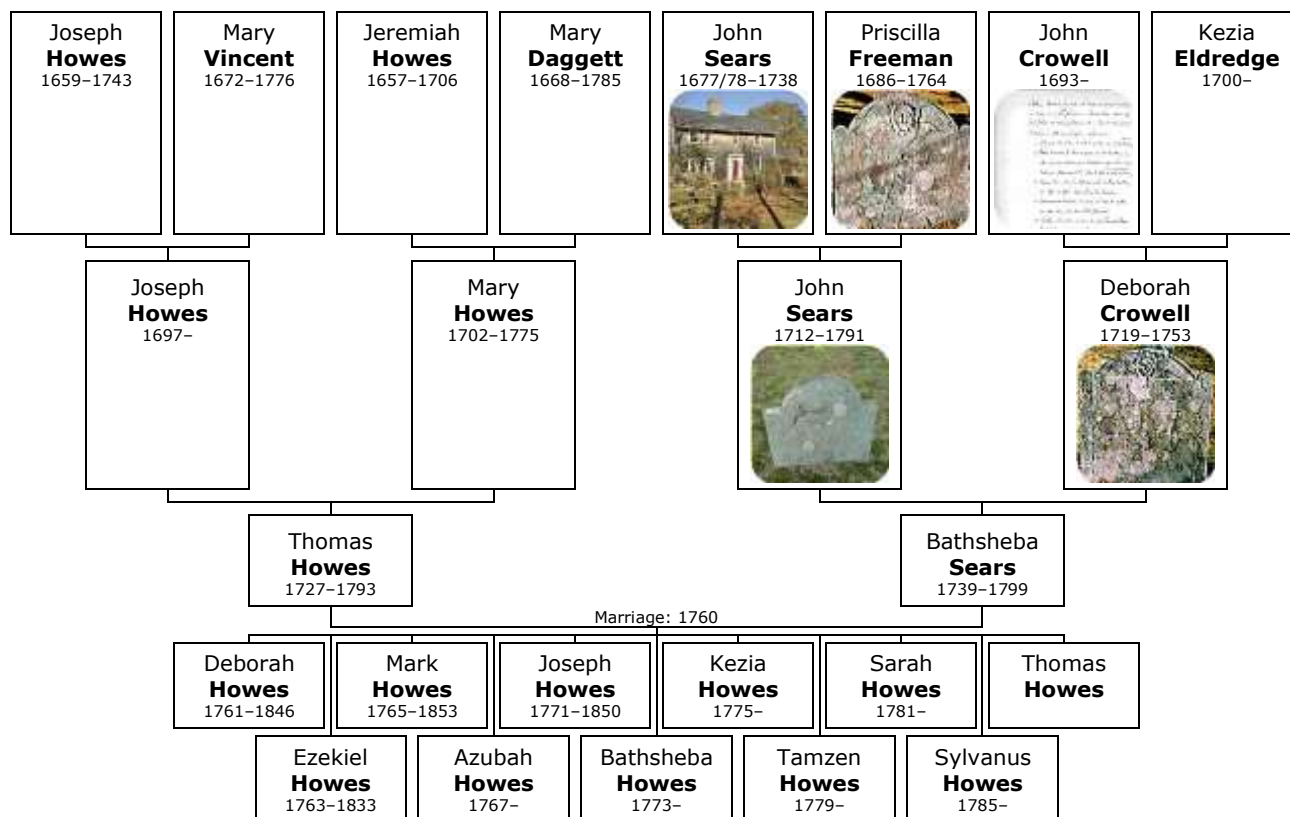 Joseph
Howes
1659–1743
Mary
Vincent
1672–1776
Jeremiah
Howes
1657–1706
Mary
Daggett
1668–1785
John
Sears
1677/78–1738
Priscilla
Freeman
1686–1764
John
Crowell
1693–
Kezia
Eldredge
1700–
Joseph
Howes
1697–
Mary
Howes
1702–1775
John
Sears
1712–1791
Deborah
Crowell
1719–1753
Thomas
Howes
1727–1793
Bathsheba
Sears
1739–1799
Marriage: 1760
Deborah
Howes
1761–1846
Mark
Howes
1765–1853
Joseph
Howes
1771–1850
Kezia
Howes
1775–
Sarah
Howes
1781–
Thomas
Howes
Ezekiel
Howes
1763–1833
Azubah
Howes
1767–
Bathsheba
Howes
1773–
Tamzen
Howes
1779–
Sylvanus
Howes
1785–